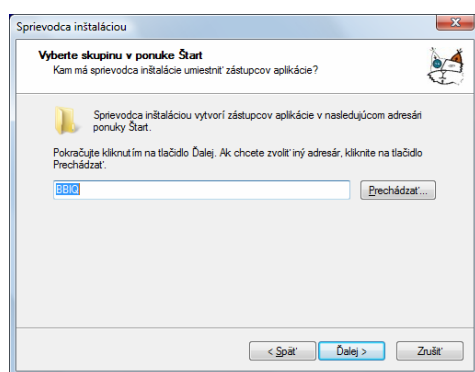 Sprievodca inštaláciou
Vyberte skupinu v ponuke Štart
Kam má sprievodca inštalácie umiestniť zástupcov aplikácie?
Sprievodca inštaláciou vytvorí zástupcov aplikácie v nasledujúcom adresári
ponuky Štart.
Pokračujte kliknutím na tlačidlo Ďalej. Ak chcete zvoliť iný adresár, kliknite na tlačidlo
Prechádzať.
BBIQ
Prechádzať...
< Späť
Ďalej >
Zrušiť